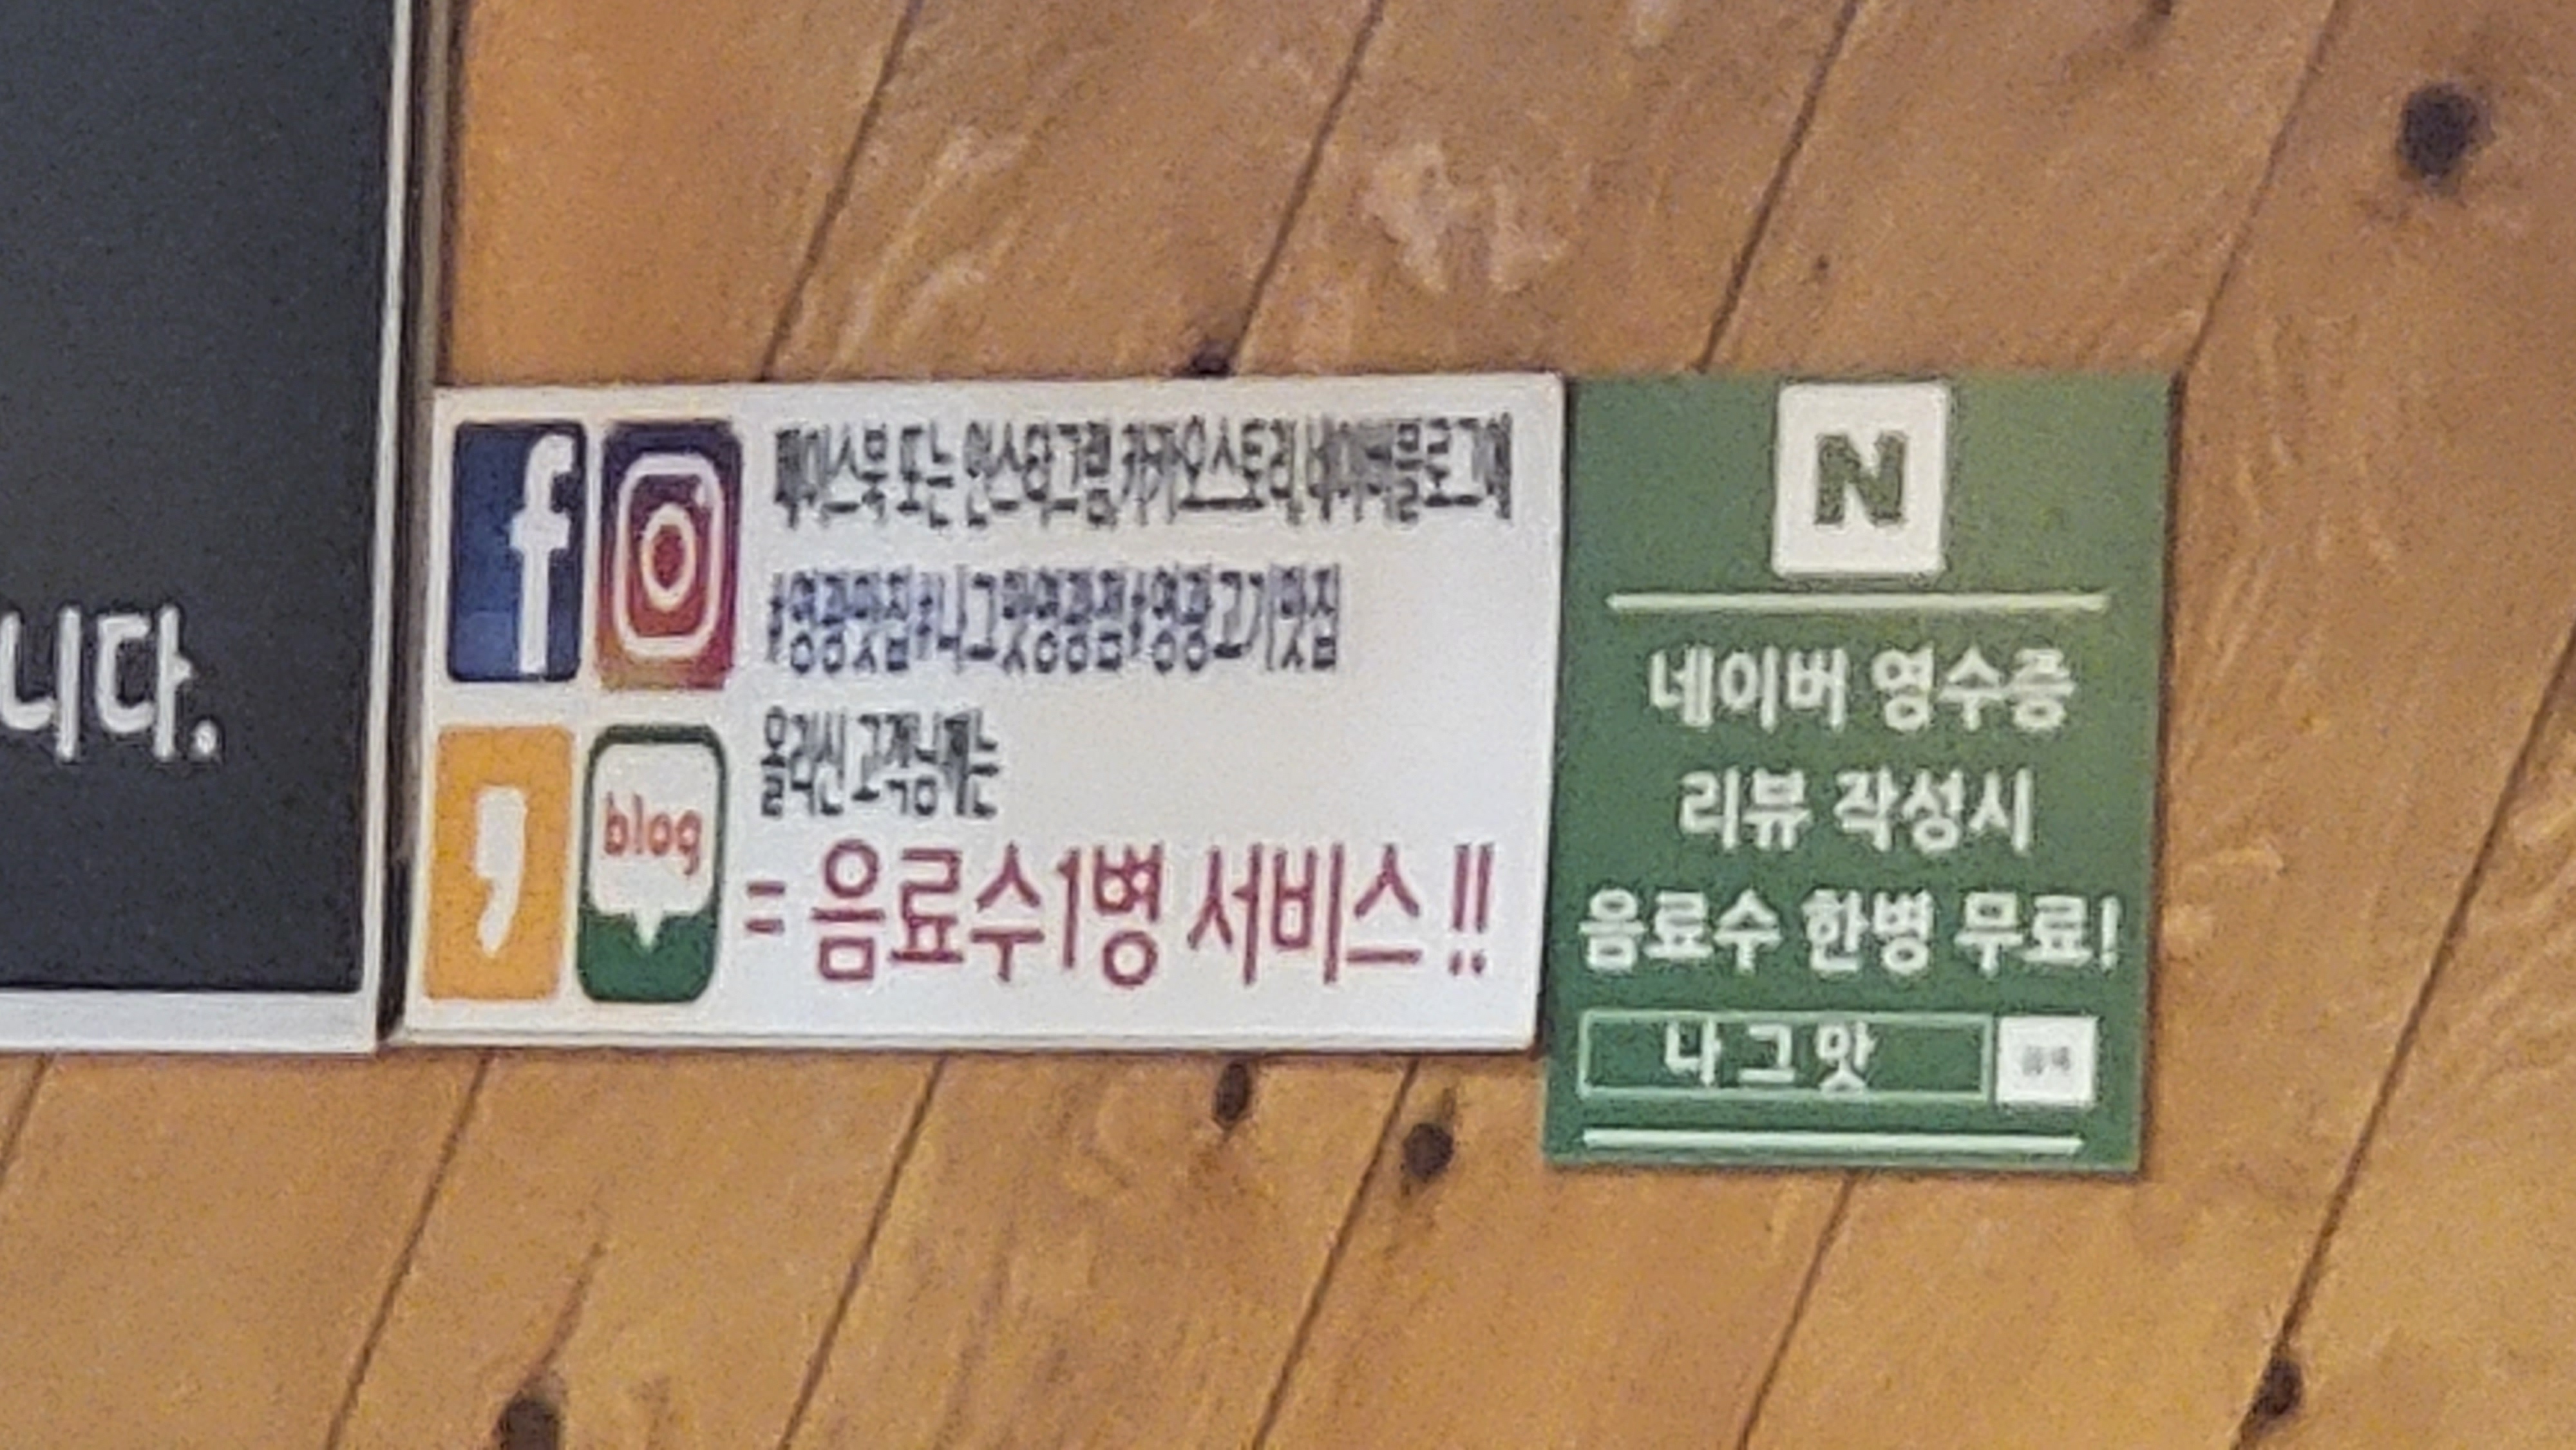 니다.
f
페이스북 또는 인스타그램, 카카오스토리, 네이버블로그에
#영광맛집#나그맛영광점#영광고기맛집
올리신 고객님께는
blog
= 음료수1병 서비스!!
N
네이버 영수증
리뷰 작성시
음료수 한병 무료!
나그맛